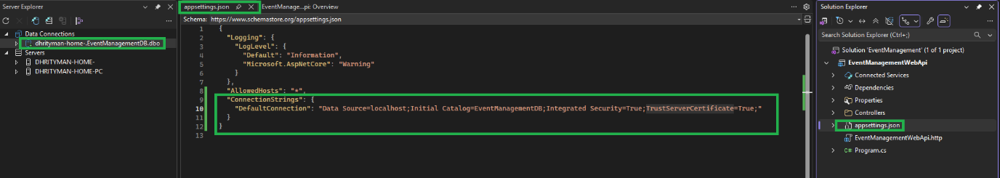 Server Explorer
Data Connections
dhrityman-home-.EventManagementDB.dbo
Servers
DHRITYMAN-HOME-
DHRITYMAN-HOME-PC
appsettings.json
EventManage...pi: Overview
Schema: https://www.schemastore.org/appsettings.json
1 {
2 "Logging": {
3 "LogLevel": {
4 "Default": "Information",
5 "Microsoft.AspNetCore": "Warning"
6 }
7 },
8 "AllowedHosts": "*",
9 "ConnectionStrings": {
10 "DefaultConnection": "Data Source=localhost;Initial Catalog=EventManagementDB;Integrated Security=True;TrustServerCertificate=True;"
11 }
12 }
13
Solution Explorer
Search Solution Explorer (Ctrl+;)
Solution 'EventManagement' (1 of 1 project)
EventManagementWebApi
Connected Services
Dependencies
Properties
Controllers
appsettings.json
EventManagementWebApi.http
C# Program.cs